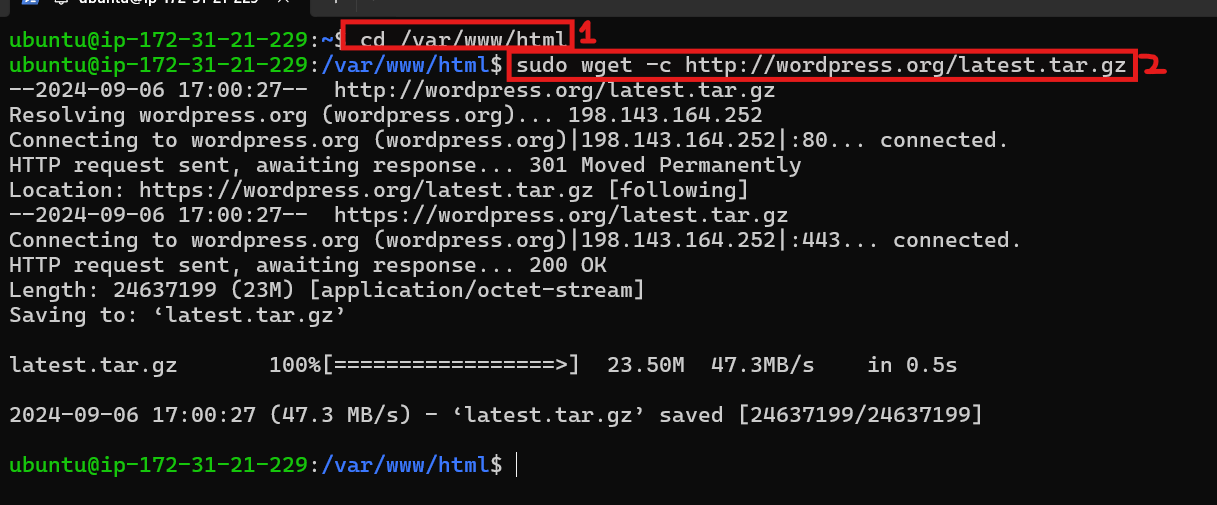 ubuntu@ip-172-31-21-229:~$ cd /var/www/html 1
ubuntu@ip-172-31-21-229:/var/www/html$ sudo wget -c http://wordpress.org/latest.tar.gz 2
--2024-09-06 17:00:27--  http://wordpress.org/latest.tar.gz
Resolving wordpress.org (wordpress.org)... 198.143.164.252
Connecting to wordpress.org (wordpress.org)|198.143.164.252|:80... connected.
HTTP request sent, awaiting response... 301 Moved Permanently
Location: https://wordpress.org/latest.tar.gz [following]
--2024-09-06 17:00:27--  https://wordpress.org/latest.tar.gz
Connecting to wordpress.org (wordpress.org)|198.143.164.252|:443... connected.
HTTP request sent, awaiting response... 200 OK
Length: 24637199 (23M) [application/octet-stream]
Saving to: ‘latest.tar.gz’
latest.tar.gz       100%[=================>]  23.50M  47.3MB/s    in 0.5s
2024-09-06 17:00:27 (47.3 MB/s) - ‘latest.tar.gz’ saved [24637199/24637199]
ubuntu@ip-172-31-21-229:/var/www/html$